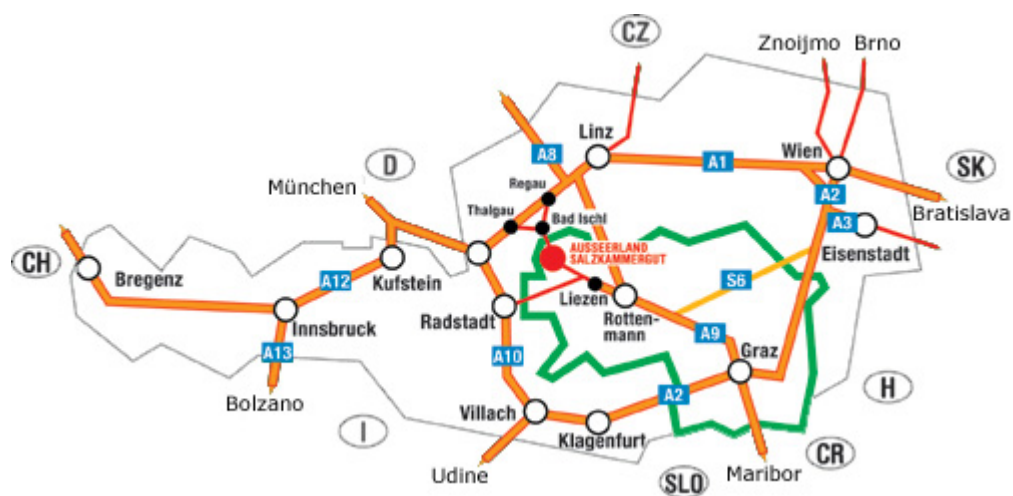 CZ
Znoijmo
Brno
Linz
A8
A1
Wien
D
SK
München
Regau
A2
Thalgau
Bad Ischl
A3
Bratislava
AUSSEERLAND
SALZKAMMERGUT
Eisenstadt
CH
Bregenz
A12
Kufstein
S6
Liezen
Innsbruck
Radstadt
Rotten-
mann
A9
A13
A10
Graz
Bolzano
A2
H
Villach
I
Klagenfurt
CR
Udine
SLO
Maribor